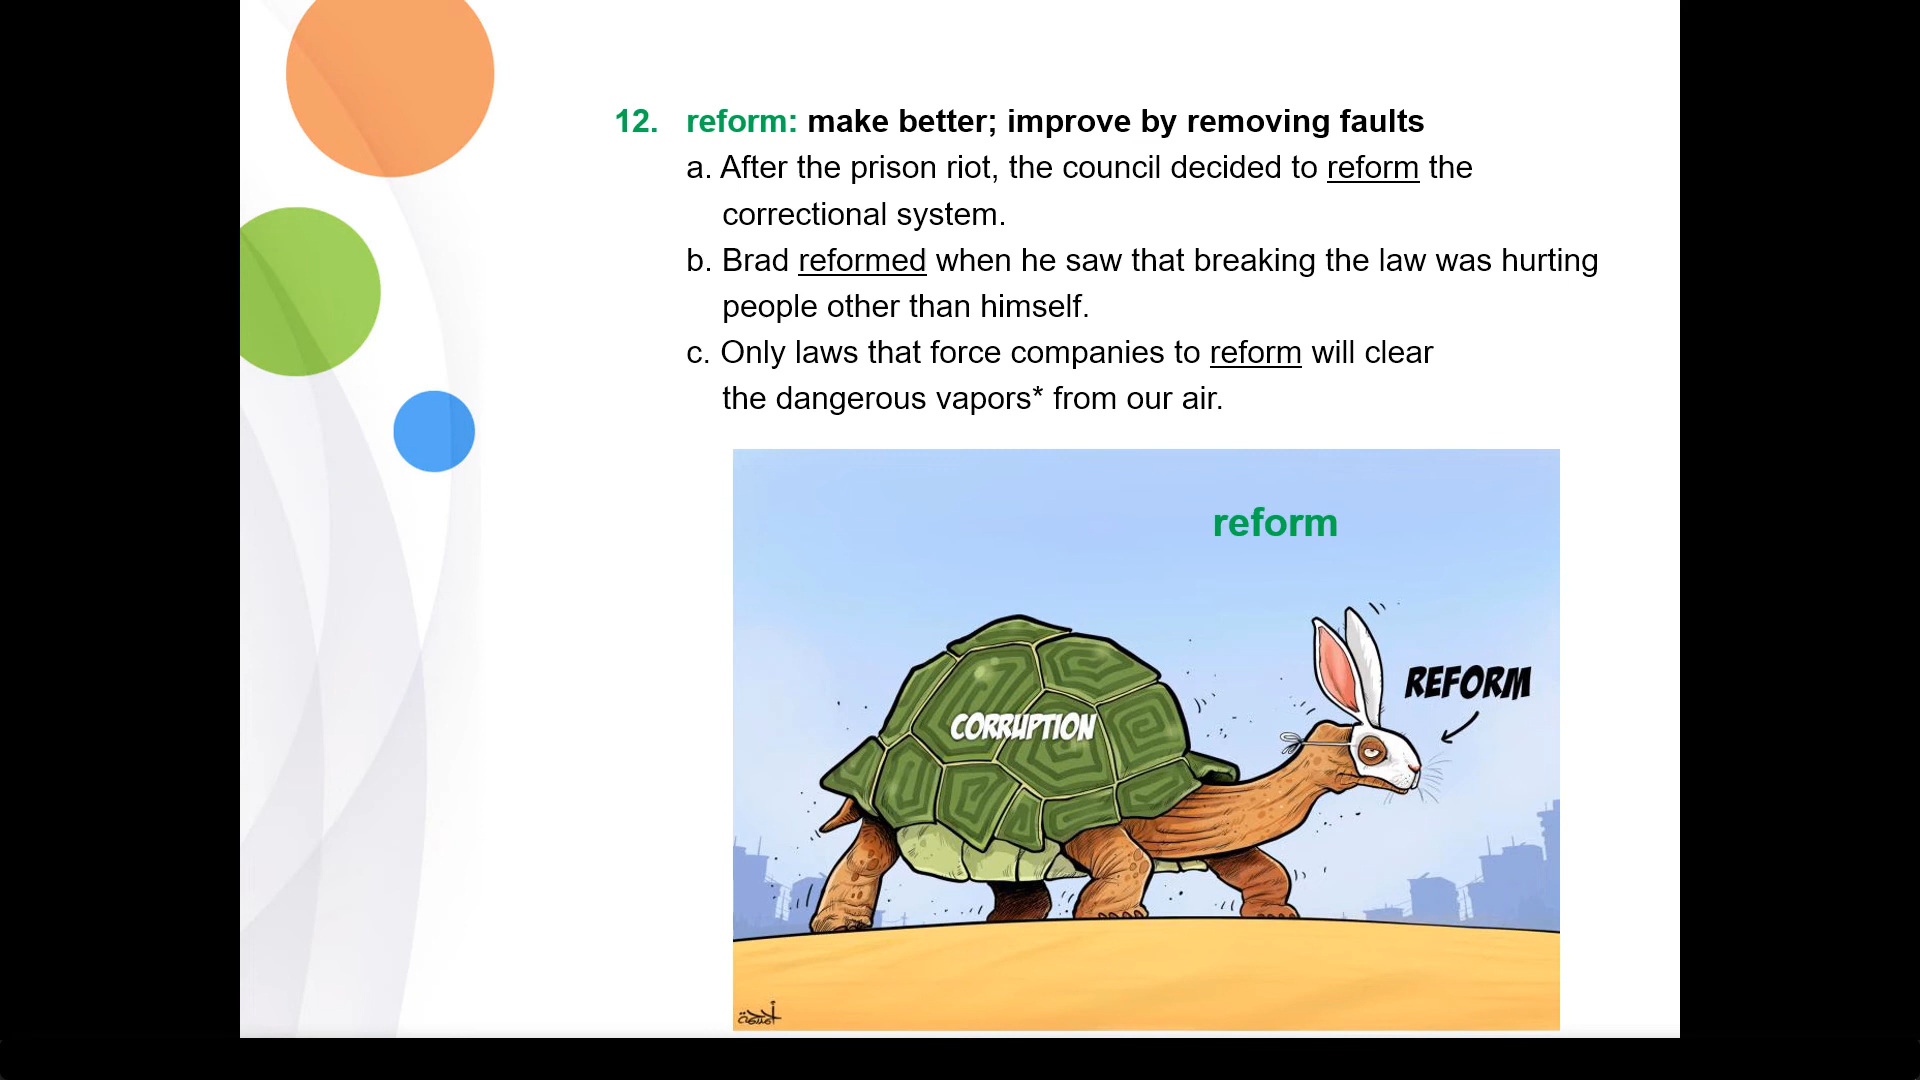 12. reform: make better; improve by removing faults
a. After the prison riot, the council decided to reform the
correctional system.
b. Brad reformed when he saw that breaking the law was hurting
people other than himself.
c. Only laws that force companies to reform will clear
the dangerous vapors* from our air.
reform
REFORM
CORRUPTION